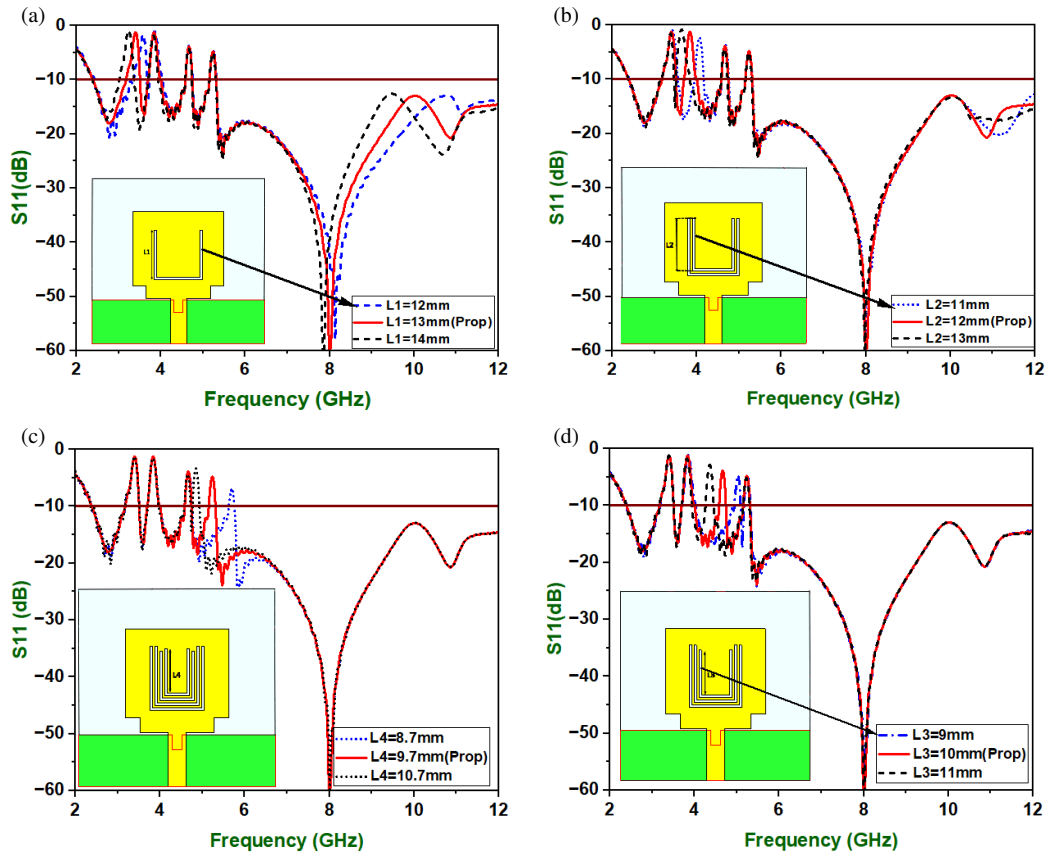 (a)
0
−10
−20
−30
−40
−50
−60
S11(dB)
L1
L1=12mm
L1=13mm(Prop)
L1=14mm
2 4 6 8 10 12
Frequency (GHz)
(b)
0
−10
−20
−30
−40
−50
−60
S11 (dB)
L2
L2=11mm
L2=12mm(Prop)
L2=13mm
2 4 6 8 10 12
Frequency (GHz)
(c)
0
−10
−20
−30
−40
−50
−60
S11 (dB)
L4
L4=8.7mm
L4=9.7mm(Prop)
L4=10.7mm
2 4 6 8 10 12
Frequency (GHz)
(d)
0
−10
−20
−30
−40
−50
−60
S11 (dB)
L3=9mm
L3=10mm(Prop)
L3=11mm
2 4 6 8 10 12
Frequency (GHz)